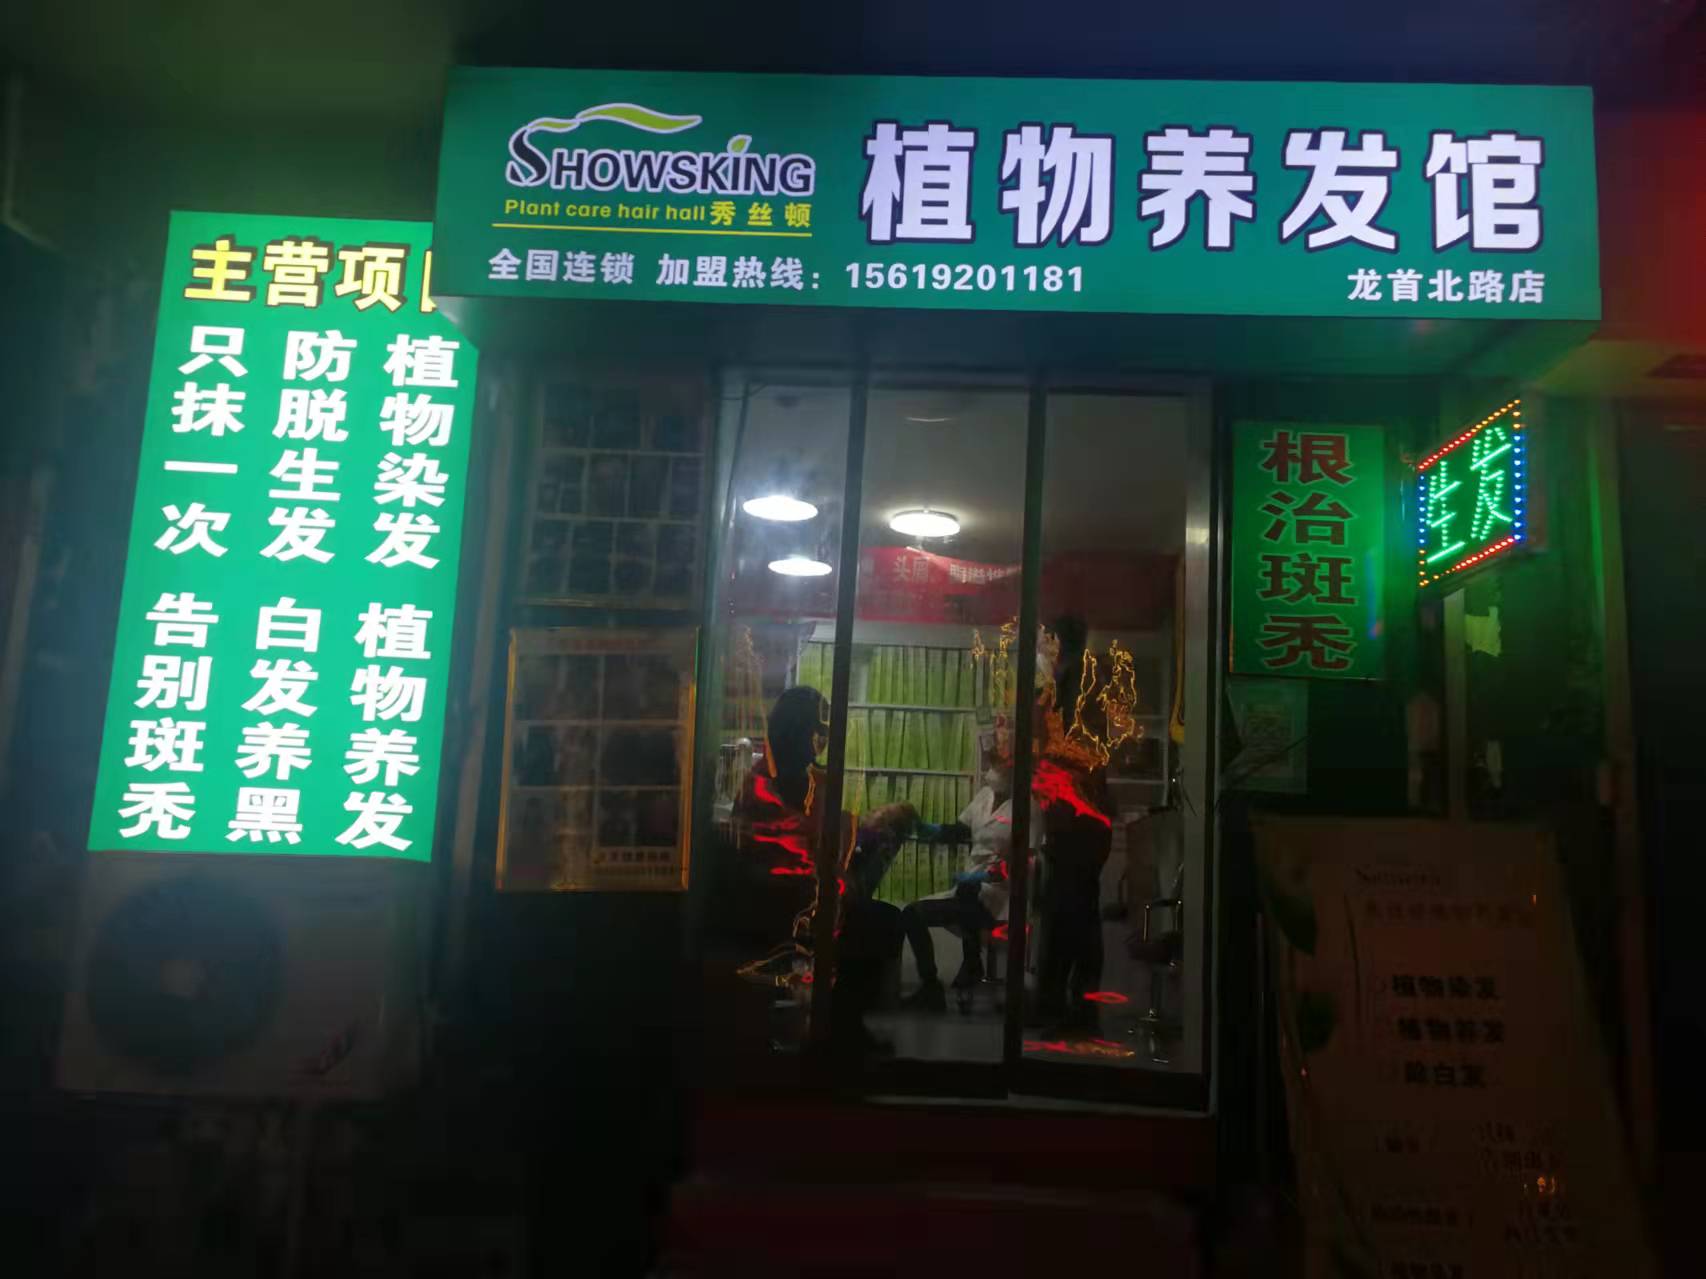 SHOWSKING
Plant care hair hall 秀丝顿
植物养发馆
全国连锁 加盟热线：15619201181
龙首北路店
主营项
植物染发 植物养发
防脱生发 白发养黑
只抹一次 告别斑秃
根治斑秃
生发
植物染发
植物养发